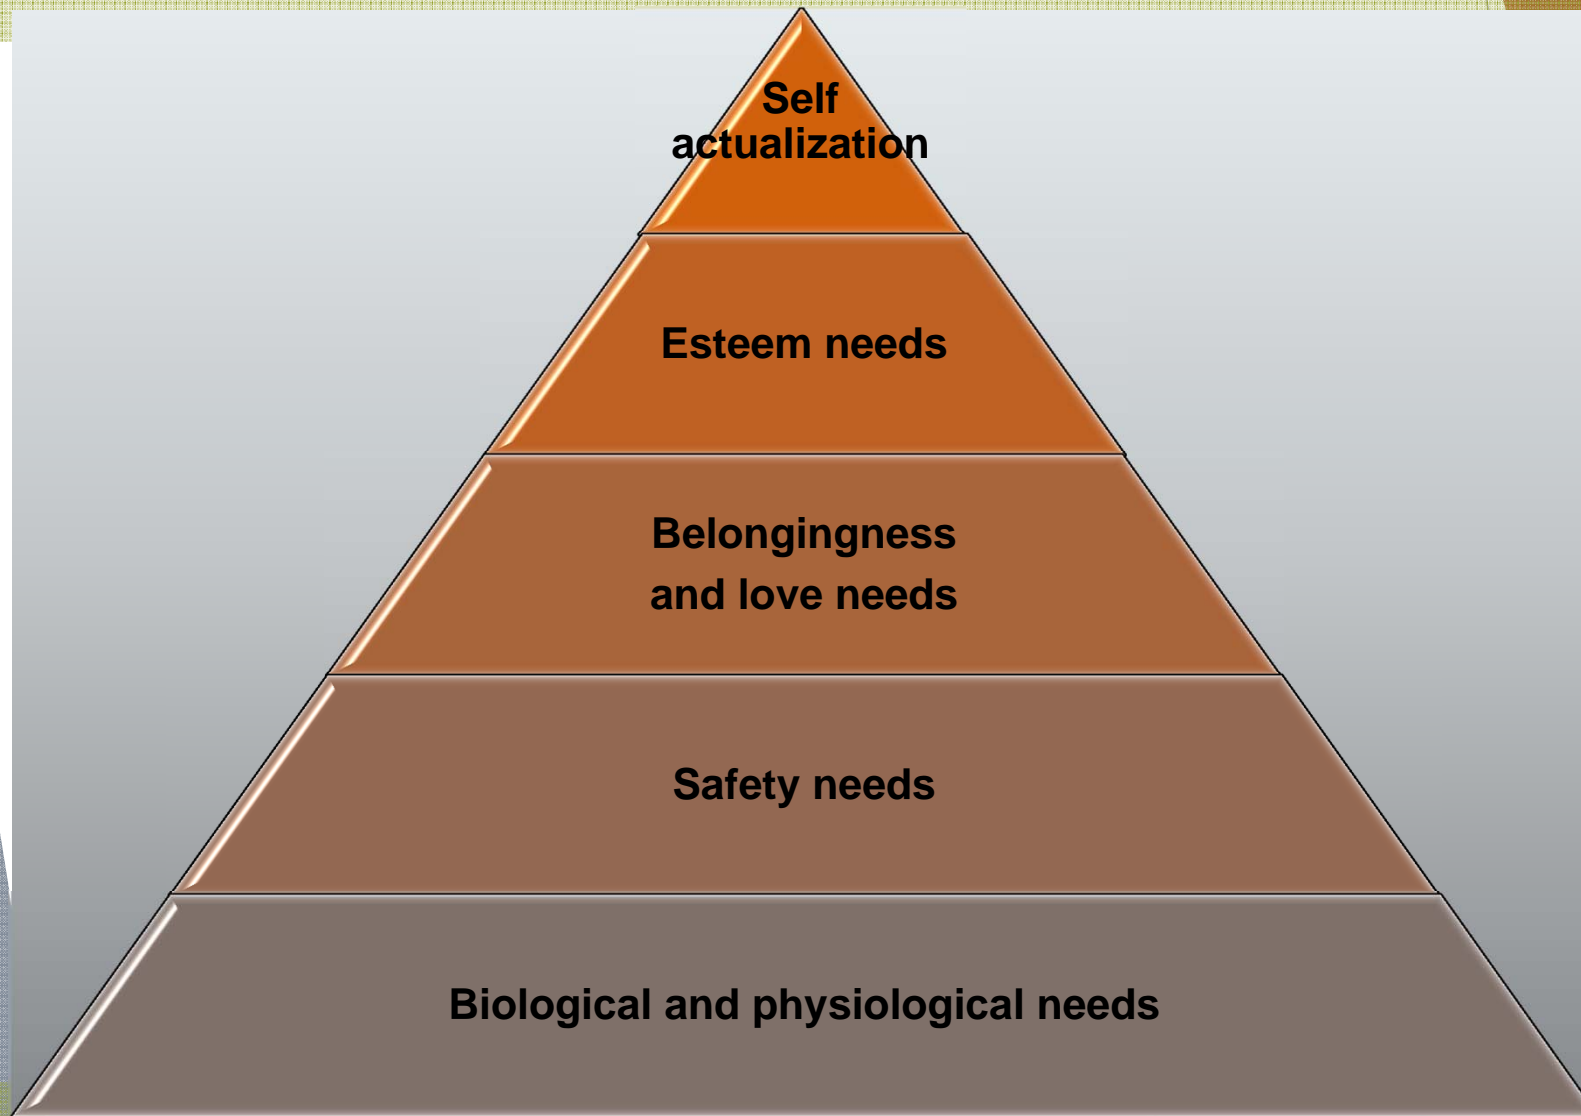 Self
actualization
Esteem needs
Belongingness
and love needs
Safety needs
Biological and physiological needs